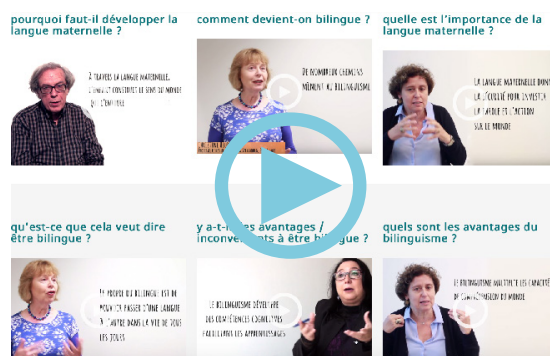 pourquoi faut-il développer la
langue maternelle ?
comment devient-on bilingue ?
quelle est l'importance de la
langue maternelle ?
À TRAVERS LA LANGUE MATERNELLE,
L'ENFANT CONSTRUIT LE SENS DU MONDE
QUI L'ENTOURE
DE NOMBREUX CHEMINS
MÈNENT AU BILINGUISME
LA LANGUE MATERNELLE DONNE
LA SÉCURITÉ POUR INVESTIR
LA PAROLE ET L'ACTION
SUR LE MONDE
qu'est-ce que cela veut dire
être bilingue ?
y a-t-il des avantages /
inconvénients à être bilingue ?
quels sont les avantages du
bilinguisme ?
LE PROPRE DU BILINGUE EST DE
POUVOIR PASSER D'UNE LANGUE
À L'AUTRE DANS LA VIE DE TOUS
LES JOURS
LE BILINGUISME DÉVELOPPE
DES COMPÉTENCES COGNITIVES
FACILITANT LES APPRENTISSAGES
LE BILINGUISME MULTIPLIE LES CAPACITÉS
DE COMPRÉHENSION DU MONDE